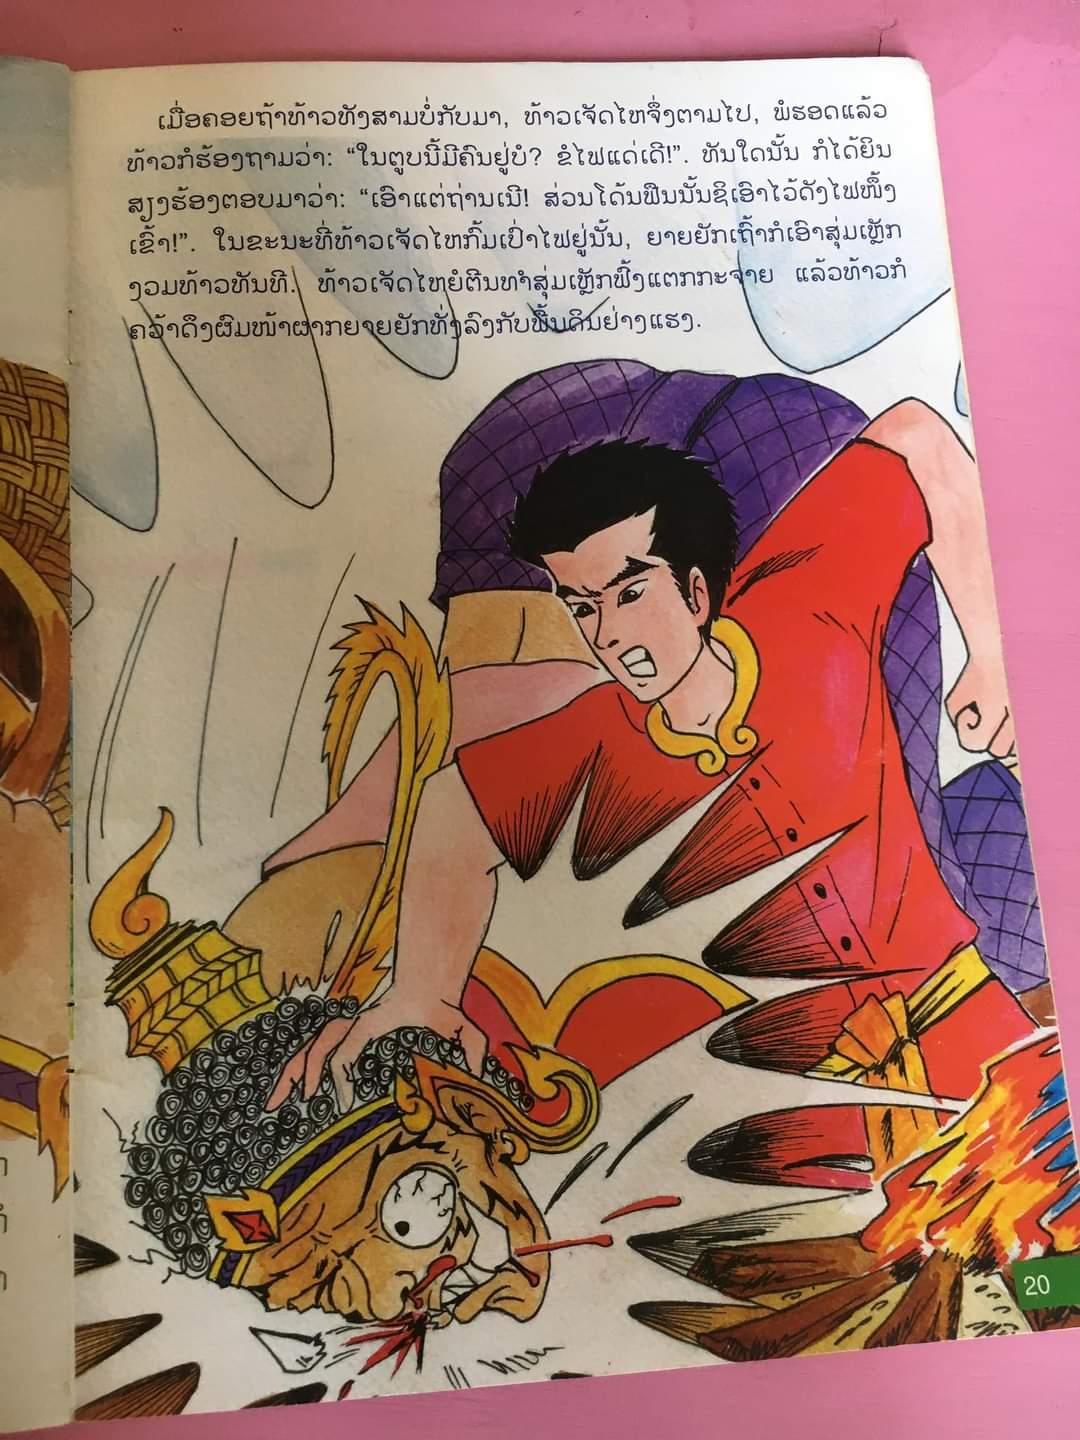 ເມື່ອຄອຍຖ້າທ້າວທັງສາມບໍ່ກັບມາ, ທ້າວເຈັດໄຫຈຶ່ງຕາມໄປ, ພໍຮອດແລ້ວ
ທ້າວກໍຮ້ອງຖາມວ່າ: “ໃນຕູບນີ້ມີຄົນຢູ່ບໍ? ຂໍໄຟແດ່ເດີ!”. ທັນໃດນັ້ນ ກໍໄດ້ຍິນ
ສຽງຮ້ອງຕອບມາວ່າ: “ເອົາແຕ່ຖ່ານເນີ! ສ່ວນໂດ້ນຟືນນັ້ນຊິເອົາໄວ້ດັງໄຟໜຶ້ງ
ເຂົ້າ!”. ໃນຂະນະທີ່ທ້າວເຈັດໄຫກົ້ມເປົ່າໄຟຢູ່ນັ້ນ, ຍາຍຍັກເຖົ້າກໍເອົາສຸ່ມເຫຼັກ
ງວມທ້າວທັນທີ. ທ້າວເຈັດໄຫຍໍຕີນທຳສຸ່ມເຫຼັກຟົ້ງແຕກກະຈາຍ ແລ້ວທ້າວກໍ
ຄວ້າດຶງຜົມໜ້າຜາກຍາຍຍັກທັ່ງລົງກັບພື້ນດິນຢ່າງແຮງ.
20